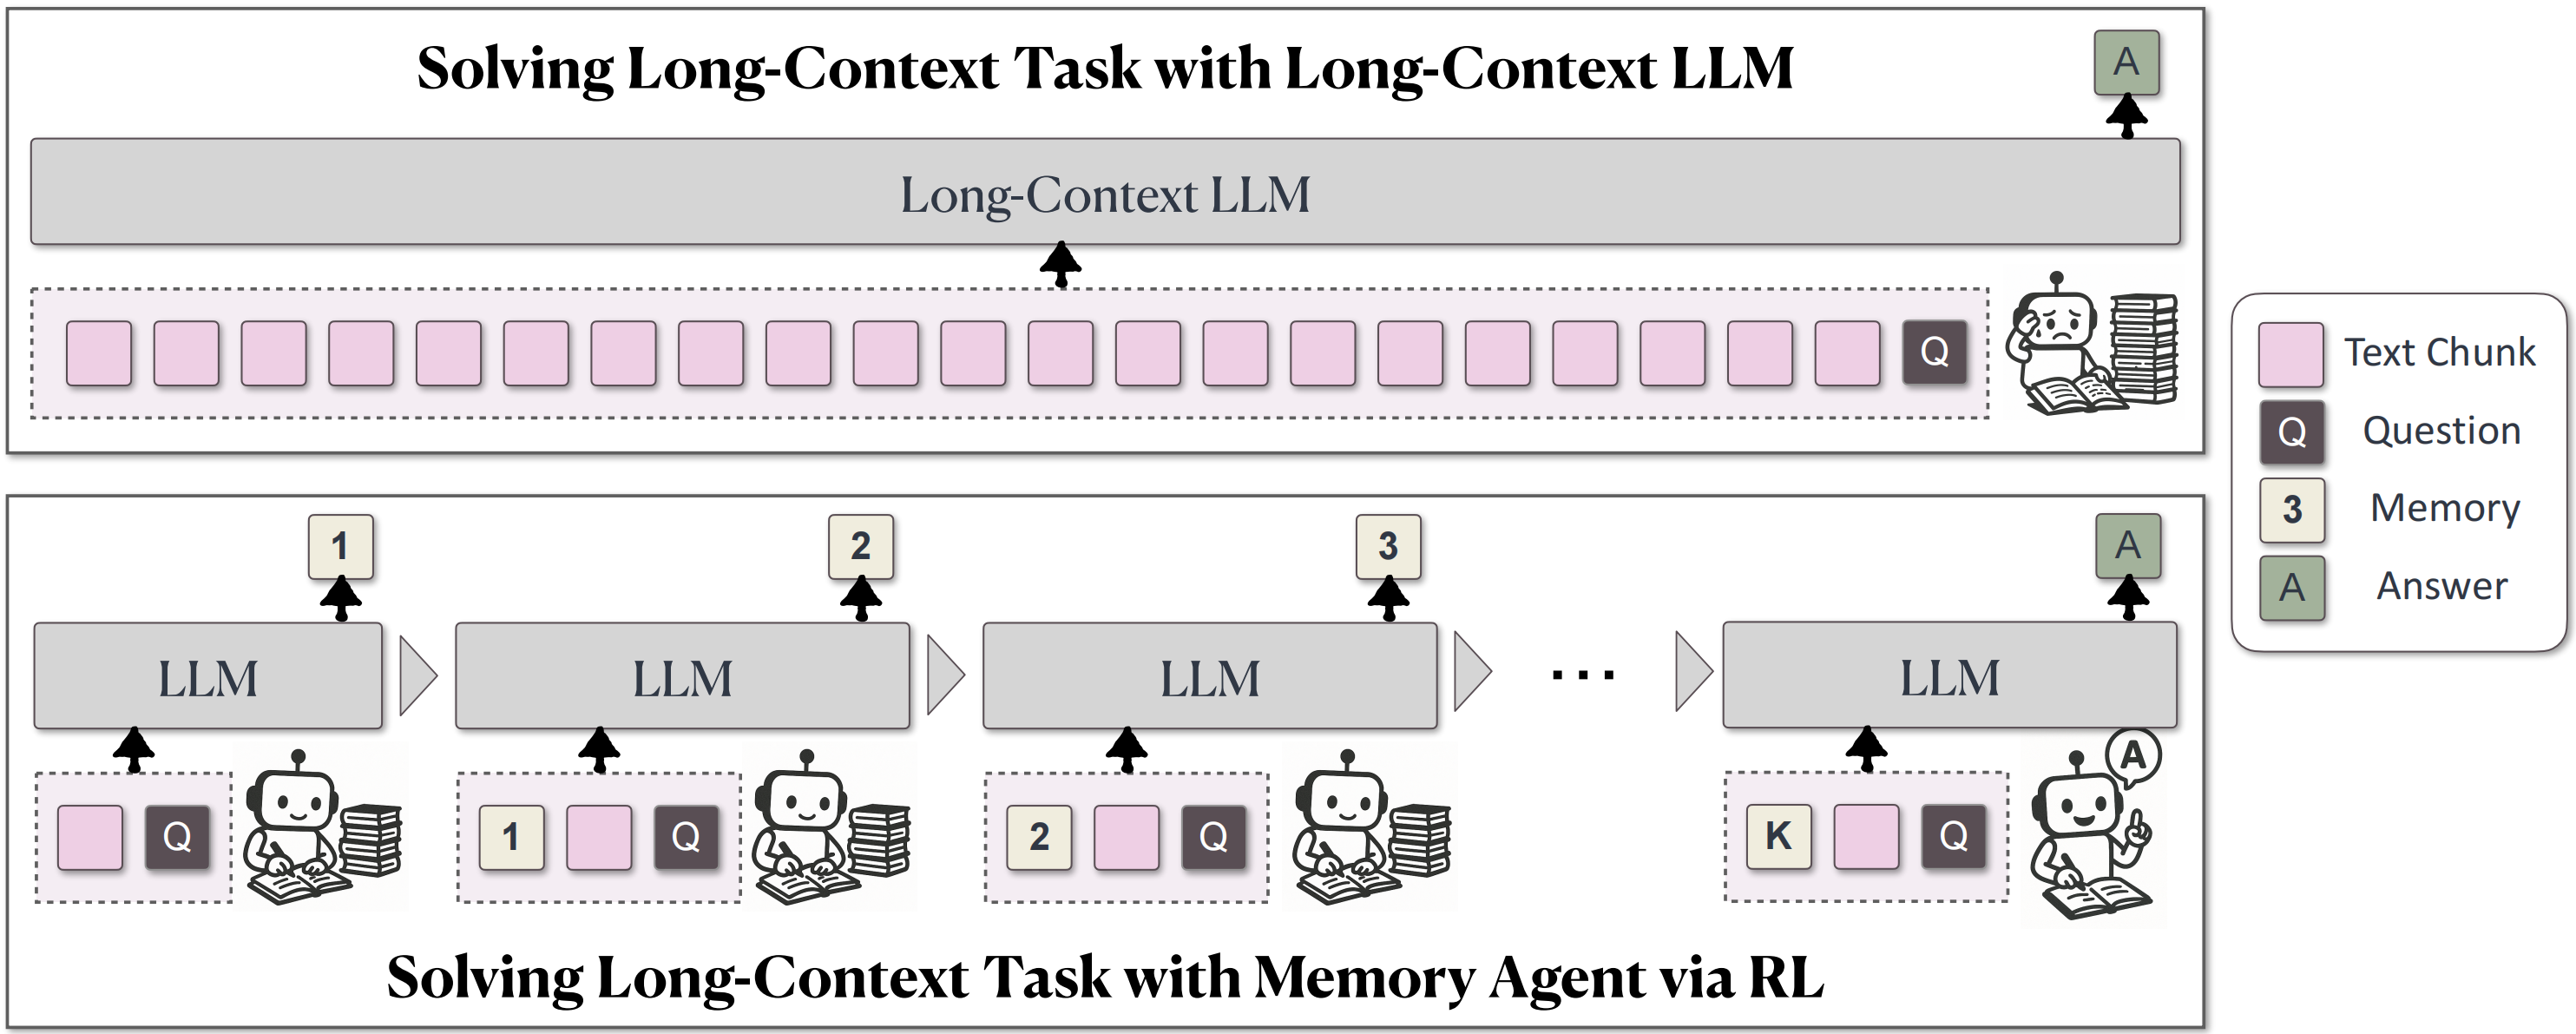 Solving Long-Context Task with Long-Context LLM
A
Long-Context LLM
Q
Text Chunk
Q Question
3 Memory
A Answer
1 2 3 A
LLM LLM LLM ... LLM
Q 1 Q 2 Q K Q A
Solving Long-Context Task with Memory Agent via RL